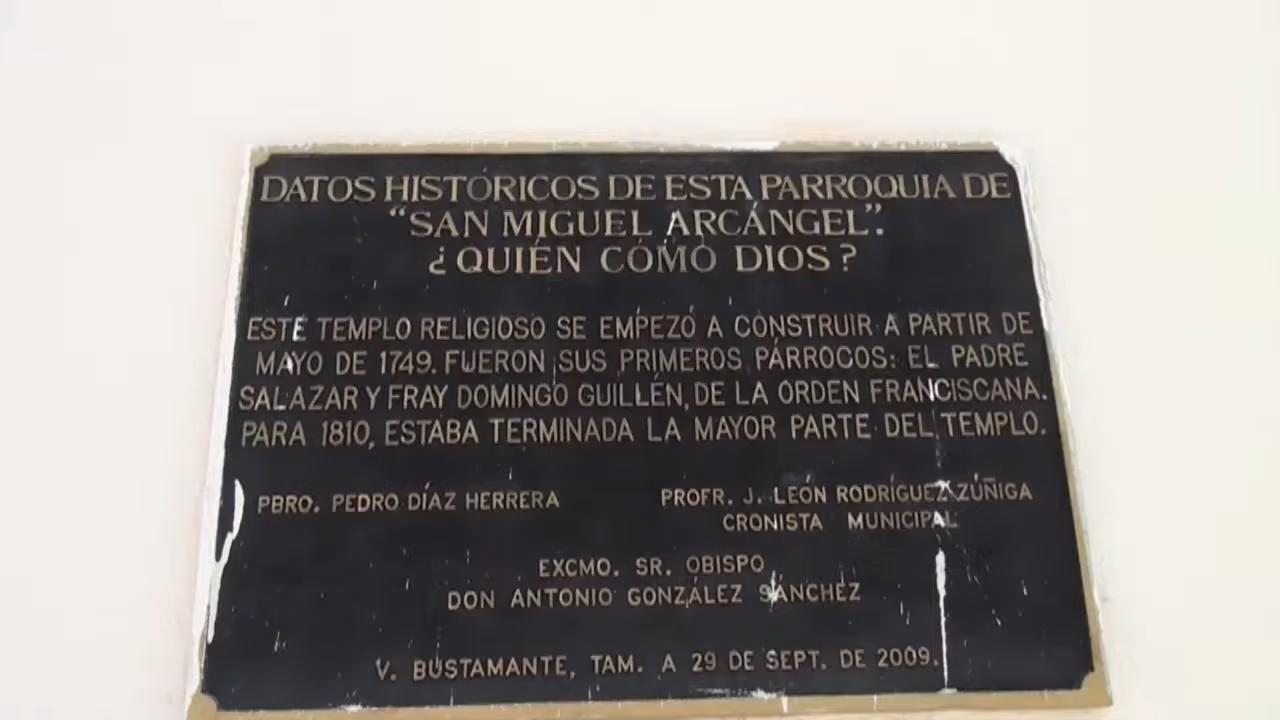 DATOS HISTÓRICOS DE ESTA PARROQUIA DE
“SAN MIGUEL ARCÁNGEL”.
¿QUIÉN CÓMO DIOS?
ESTE TEMPLO RELIGIOSO SE EMPEZÓ A CONSTRUIR A PARTIR DE
MAYO DE 1749. FUERON SUS PRIMEROS PÁRROCOS: EL PADRE
SALAZAR Y FRAY DOMINGO GUILLÉN, DE LA ORDEN FRANCISCANA.
PARA 1810, ESTABA TERMINADA LA MAYOR PARTE DEL TEMPLO.
PBRO. PEDRO DÍAZ HERRERA
PROFR. J. LEÓN RODRÍGUEZ ZÚÑIGA
CRONISTA MUNICIPAL
EXCMO. SR. OBISPO
DON ANTONIO GONZÁLEZ SÁNCHEZ
V. BUSTAMANTE, TAM. A 29 DE SEPT. DE 2009.